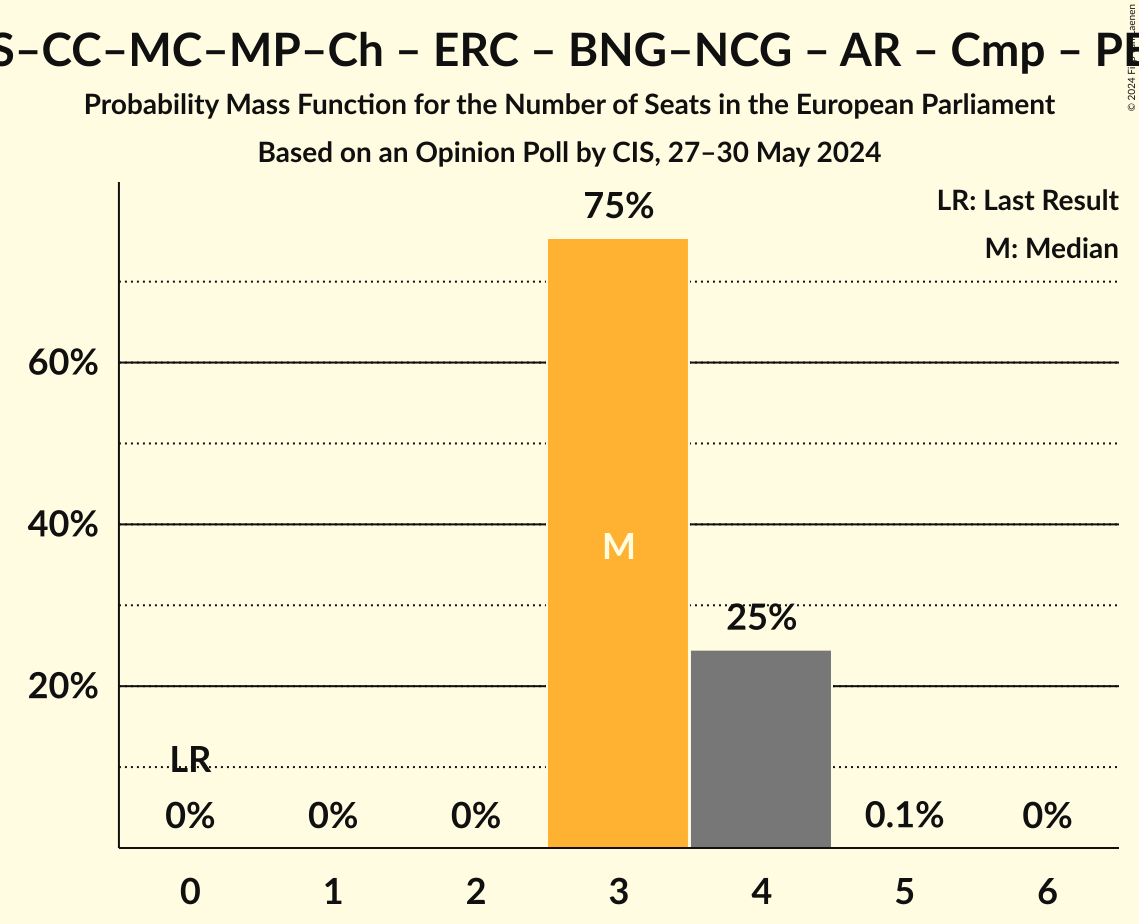 S–CC–MC–MP–Ch – ERC – BNG–NCG – AR – Cmp –
Probability Mass Function for the Number of Seats in the European Parliament
Based on an Opinion Poll by CIS, 27–30 May 2024
© 2024
LR: Last Result
M: Median
75%
60%
40%
M
25%
20%
LR
0% 0% 0% 0.1% 0%
0 1 2 3 4 5 6